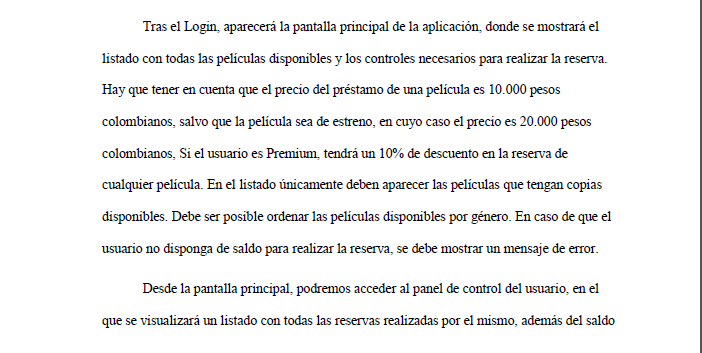 Tras el Login, aparecerá la pantalla principal de la aplicación, donde se mostrará el
listado con todas las películas disponibles y los controles necesarios para realizar la reserva.
Hay que tener en cuenta que el precio del préstamo de una película es 10.000 pesos
colombianos, salvo que la película sea de estreno, en cuyo caso el precio es 20.000 pesos
colombianos, Si el usuario es Premium, tendrá un 10% de descuento en la reserva de
cualquier película. En el listado únicamente deben aparecer las películas que tengan copias
disponibles. Debe ser posible ordenar las películas disponibles por género. En caso de que el
usuario no disponga de saldo para realizar la reserva, se debe mostrar un mensaje de error.
Desde la pantalla principal, podremos acceder al panel de control del usuario, en el
que se visualizará un listado con todas las reservas realizadas por el mismo, además del saldo